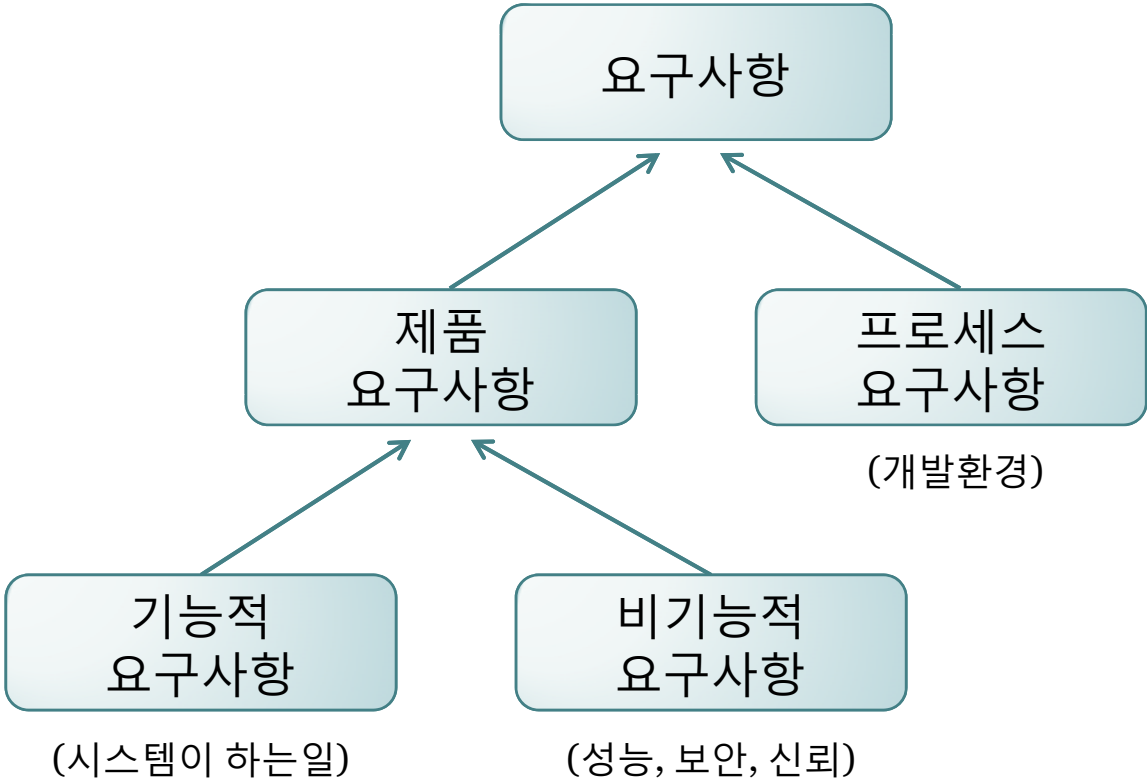 요구사항
제품
요구사항
프로세스
요구사항
(개발환경)
기능적
요구사항
비기능적
요구사항
(시스템이 하는일)
(성능, 보안, 신뢰)